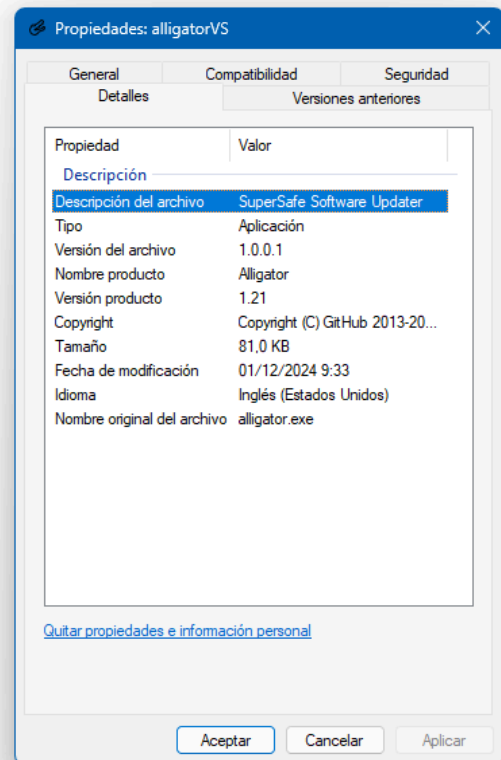 Propiedades: alligatorVS
General Compatibilidad Seguridad
Detalles Versiones anteriores
Propiedad Valor
Descripción
Descripción del archivo SuperSafe Software Updater
Tipo Aplicación
Versión del archivo 1.0.0.1
Nombre producto Alligator
Versión producto 1.21
Copyright Copyright (C) GitHub 2013-20...
Tamaño 81,0 KB
Fecha de modificación 01/12/2024 9:33
Idioma Inglés (Estados Unidos)
Nombre original del archivo alligator.exe
Quitar propiedades e información personal
Aceptar Cancelar Aplicar